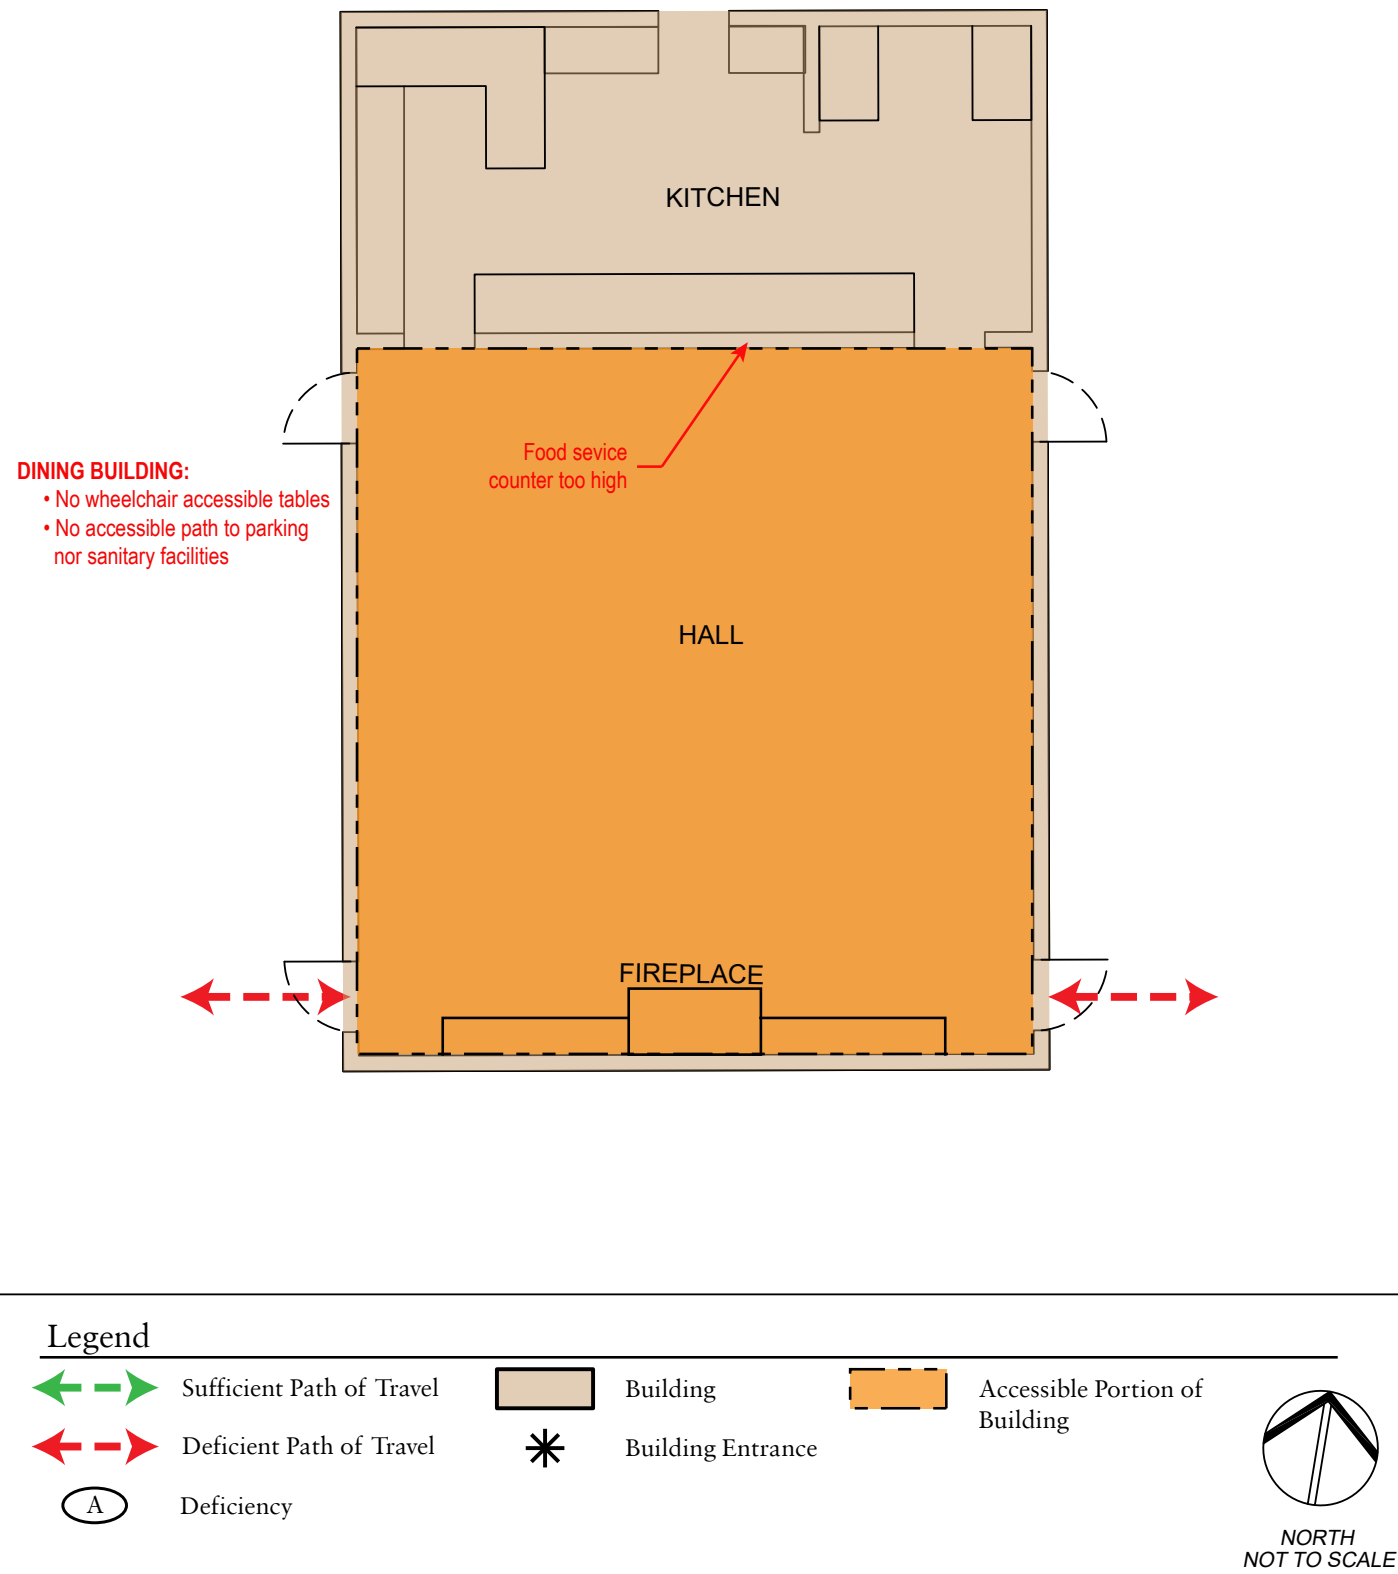 KITCHEN
Food sevice
counter too high
DINING BUILDING:
• No wheelchair accessible tables
• No accessible path to parking
nor sanitary facilities
HALL
FIREPLACE
Legend
Sufficient Path of Travel
Deficient Path of Travel
A Deficiency
Building
Building Entrance
Accessible Portion of
Building
NORTH
NOT TO SCALE